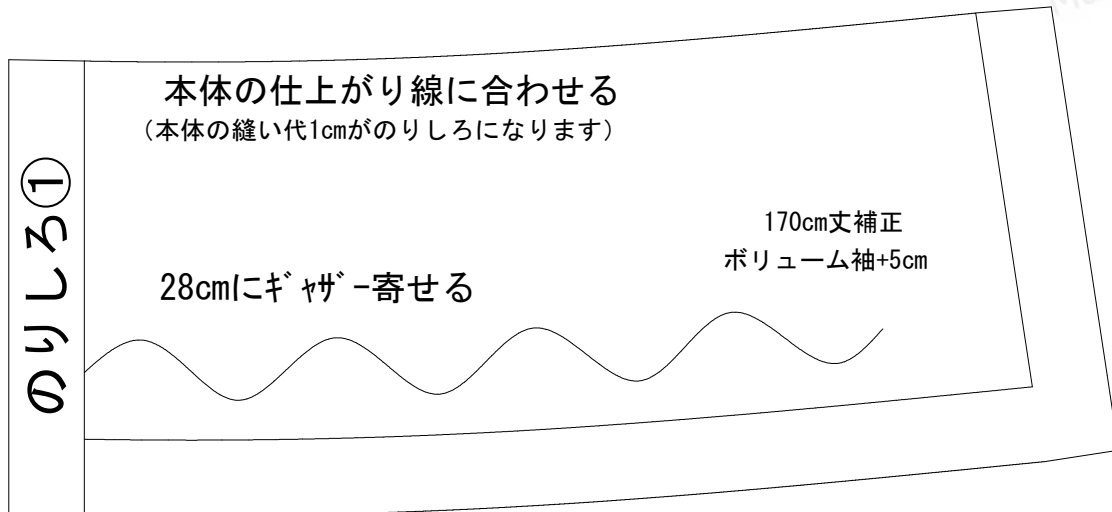 本体の仕上がり線に合わせる
（本体の縫い代1cmがのりしろになります）
のりしろ①
170cm丈補正
ボリューム袖+5cm
28cmにｷﾞｬｻﾞｰ寄せる